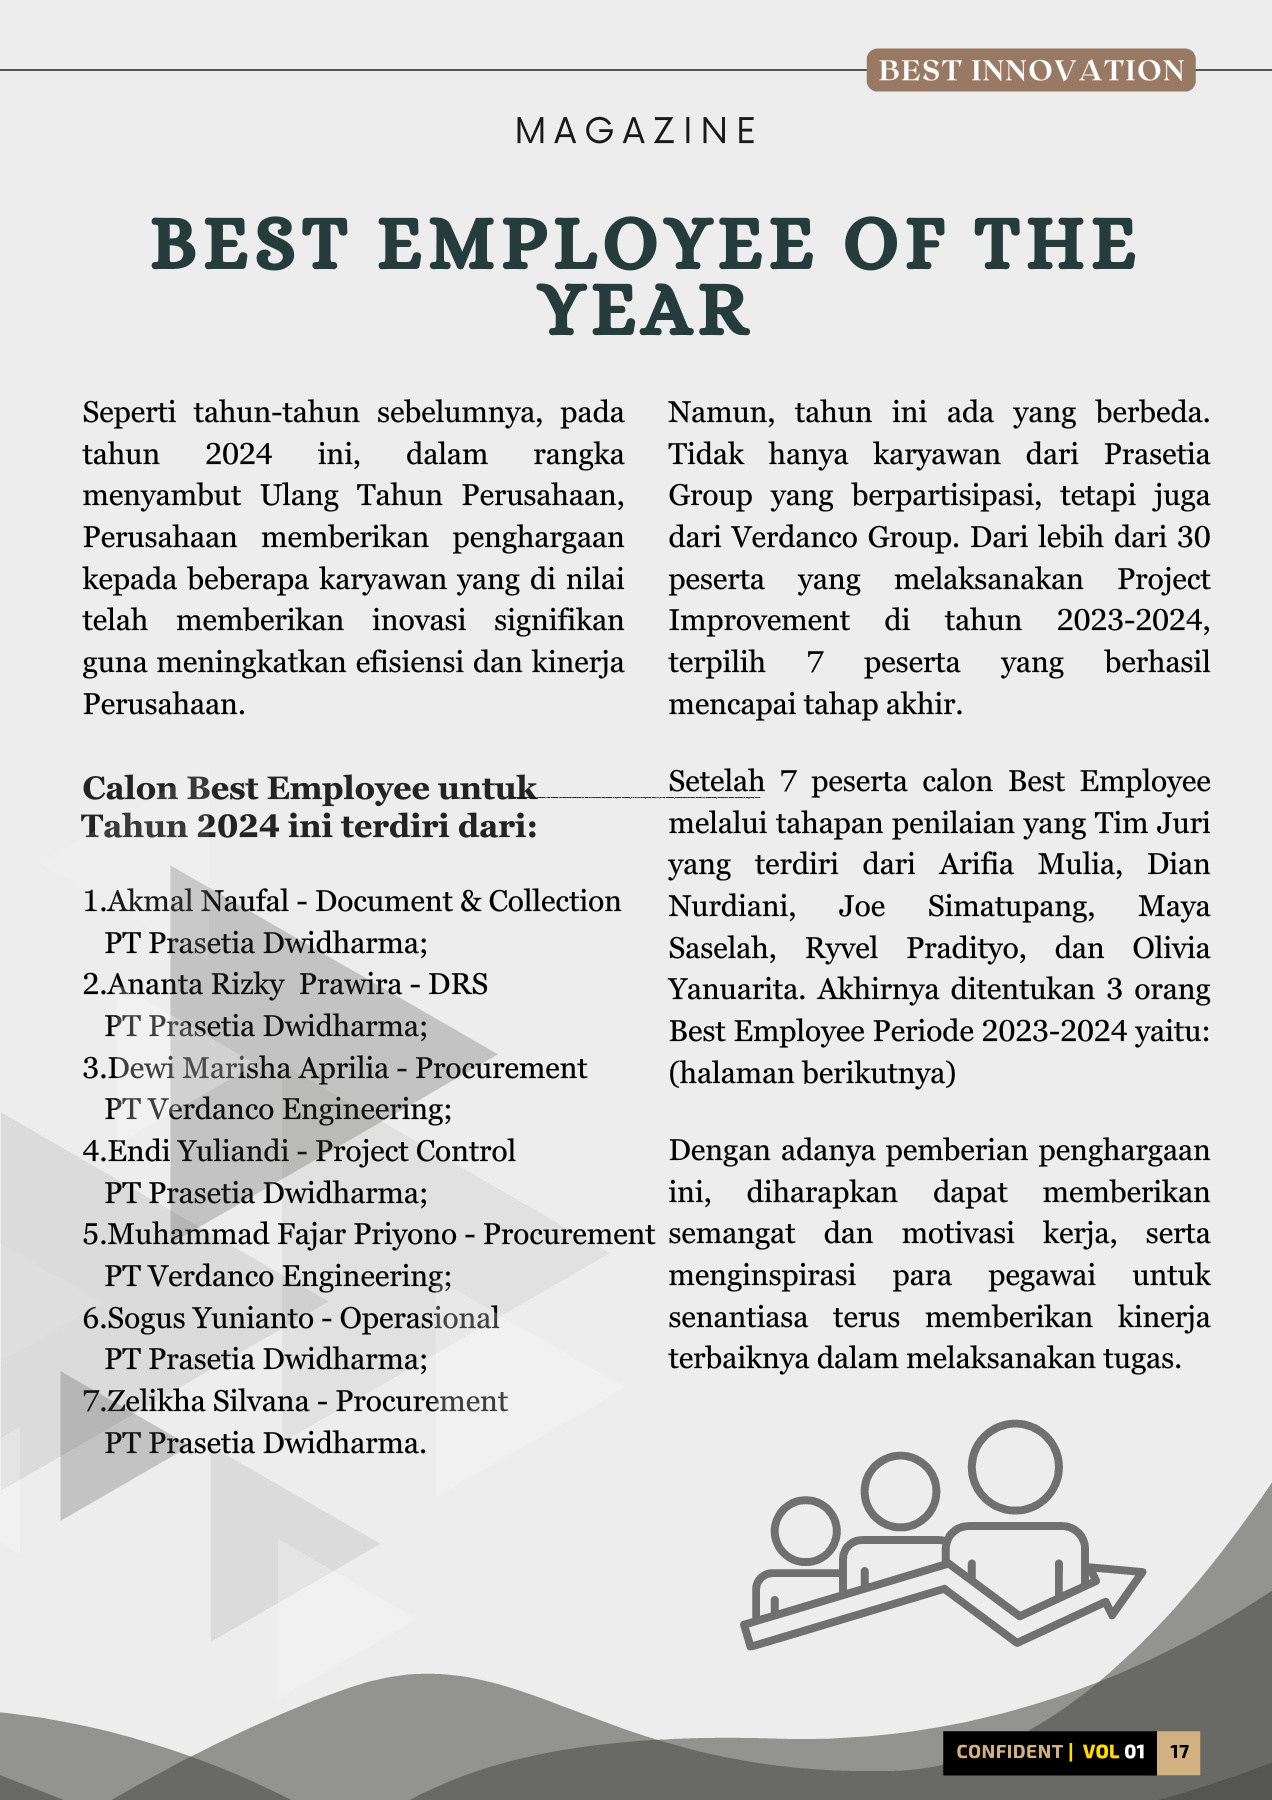 BEST INNOVATION
MAGAZINE
BEST EMPLOYEE OF THE
YEAR
Seperti tahun-tahun sebelumnya, pada
tahun 2024 ini, dalam rangka
menyambut Ulang Tahun Perusahaan,
Perusahaan memberikan penghargaan
kepada beberapa karyawan yang di nilai
telah memberikan inovasi signifikan
guna meningkatkan efisiensi dan kinerja
Perusahaan.
Calon Best Employee untuk
Tahun 2024 ini terdiri dari:
1.Akmal Naufal - Document & Collection
PT Prasetia Dwidharma;
2.Ananta Rizky  Prawira - DRS
PT Prasetia Dwidharma;
3.Dewi Marisha Aprilia - Procurement
PT Verdanco Engineering;
4.Endi Yuliandi - Project Control
PT Prasetia Dwidharma;
5.Muhammad Fajar Priyono - Procurement
PT Verdanco Engineering;
6.Sogus Yunianto - Operasional
PT Prasetia Dwidharma;
7.Zelikha Silvana - Procurement
PT Prasetia Dwidharma.
Namun, tahun ini ada yang berbeda.
Tidak hanya karyawan dari Prasetia
Group yang berpartisipasi, tetapi juga
dari Verdanco Group. Dari lebih dari 30
peserta yang melaksanakan Project
Improvement di tahun 2023-2024,
terpilih 7 peserta yang berhasil
mencapai tahap akhir.
Setelah 7 peserta calon Best Employee
melalui tahapan penilaian yang Tim Juri
yang terdiri dari Arifia Mulia, Dian
Nurdiani, Joe Simatupang, Maya
Saselah, Ryvel Pradityo, dan Olivia
Yanuarita. Akhirnya ditentukan 3 orang
Best Employee Periode 2023-2024 yaitu:
(halaman berikutnya)
Dengan adanya pemberian penghargaan
ini, diharapkan dapat memberikan
semangat dan motivasi kerja, serta
menginspirasi para pegawai untuk
senantiasa terus memberikan kinerja
terbaiknya dalam melaksanakan tugas.
CONFIDENT | VOL 01 17